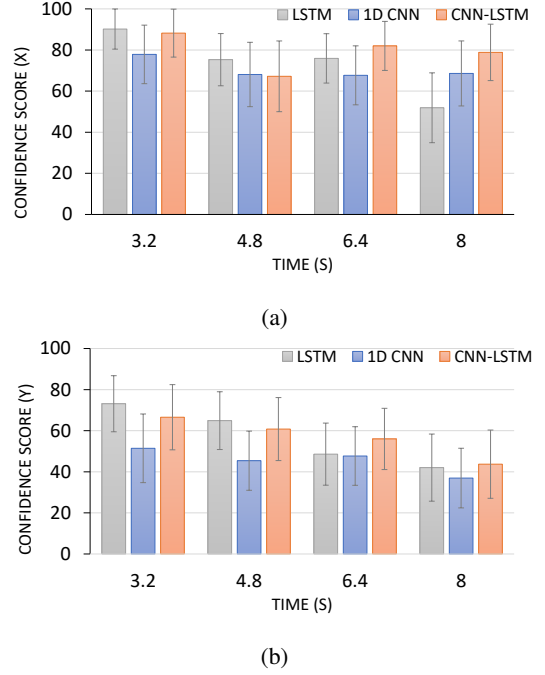 100
LSTM 1D CNN CNN-LSTM
80
60
40
20
0
CONFIDENCE SCORE (X)
3.2 4.8 6.4 8
TIME (S)
(a)
100
LSTM 1D CNN CNN-LSTM
80
60
40
20
0
CONFIDENCE SCORE (Y)
3.2 4.8 6.4 8
TIME (S)
(b)